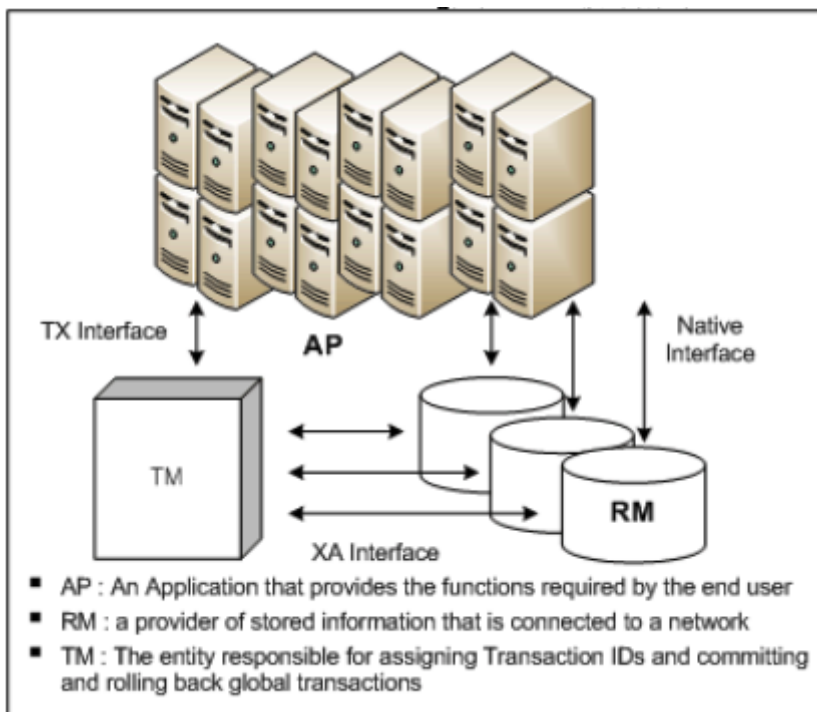 TX Interface
AP
Native
Interface
TM
RM
XA Interface
▪ AP : An Application that provides the functions required by the end user
▪ RM : a provider of stored information that is connected to a network
▪ TM : The entity responsible for assigning Transaction IDs and committing
and rolling back global transactions